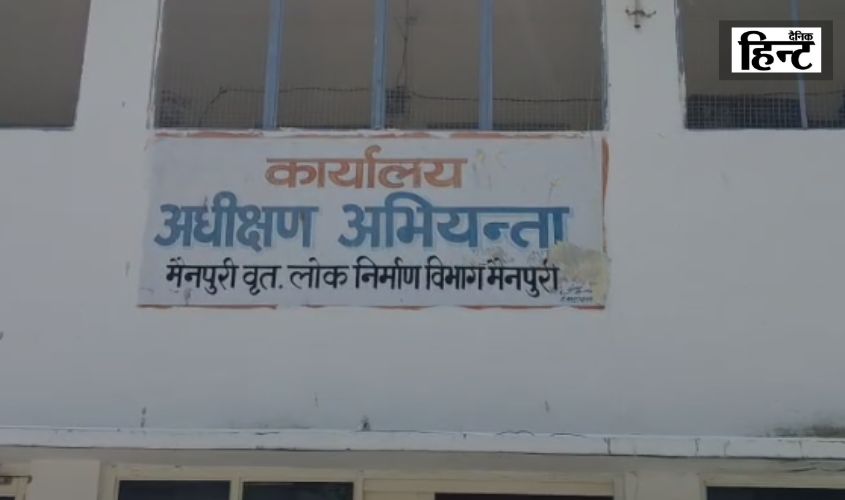 दैनिक
हिन्ट
कार्यालय
अधीक्षण अभियन्ता
मैनपुरी वृत. लोक निर्माण विभाग मैनपुरी